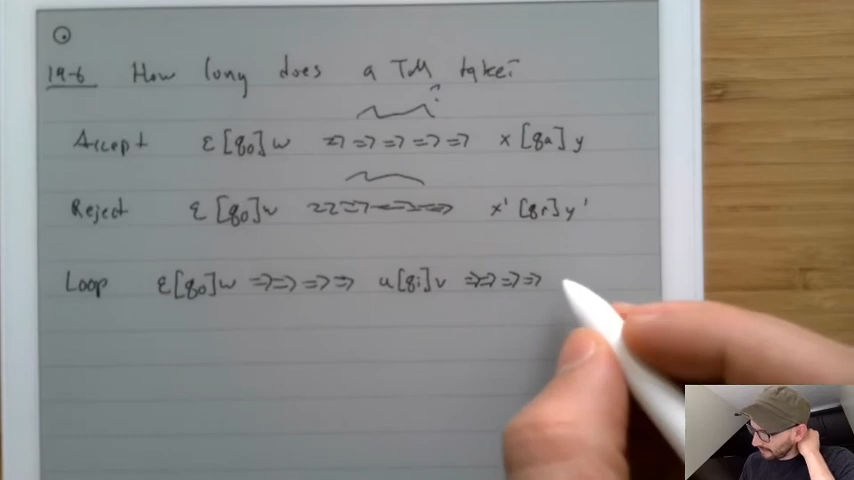 19-6 How long does a TM take?
?
Accept ε[q₀]w ⇒⇒⇒⇒⇒ x[qa]y
Reject ε[q₀]w ⇒⇒⇒⇒⇒ x'[qr]y'
Loop ε[q₀]w ⇒⇒⇒⇒ u[qi]v ⇒⇒⇒⇒